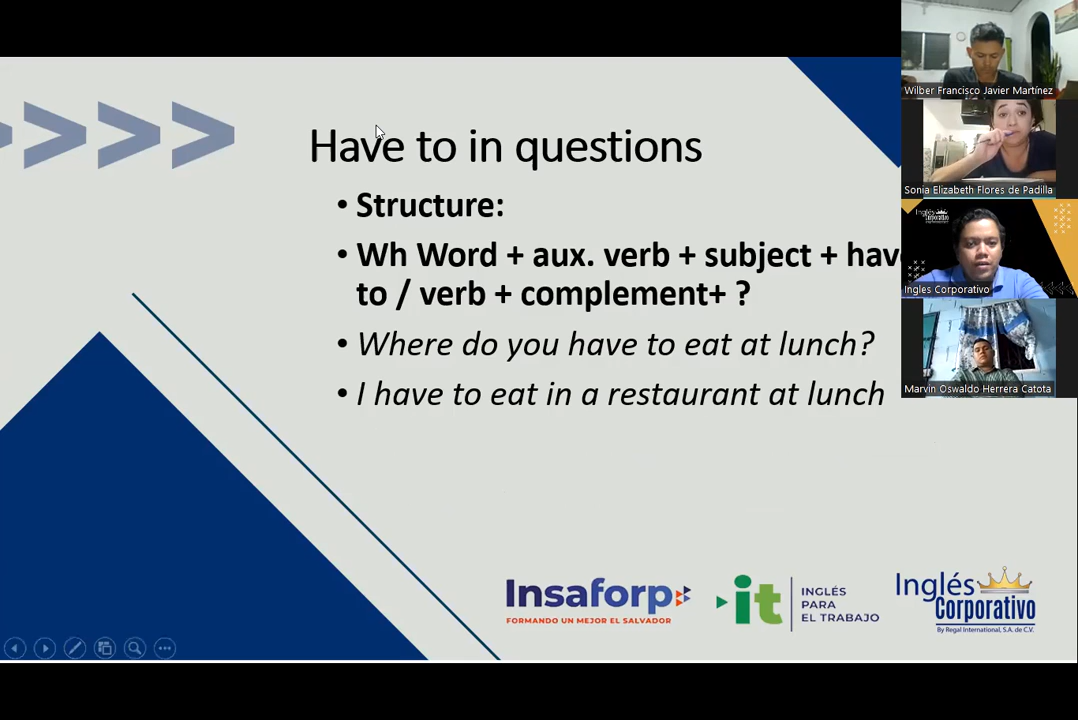 Have to in questions
• Structure:
• Wh Word + aux. verb + subject + hav
to / verb + complement+ ?
• Where do you have to eat at lunch?
• I have to eat in a restaurant at lunch
Wilber Francisco Javier Martínez
Sonia Elizabeth Flores de Padilla
Inglés
Corporativo
Ingles Corporativo
Marvin Oswaldo Herrera Catota
Insaforp
FORMANDO UN MEJOR EL SALVADOR
it
INGLÉS
PARA
EL TRABAJO
Inglés
Corporativo
By Regal International, S.A. de C.V.